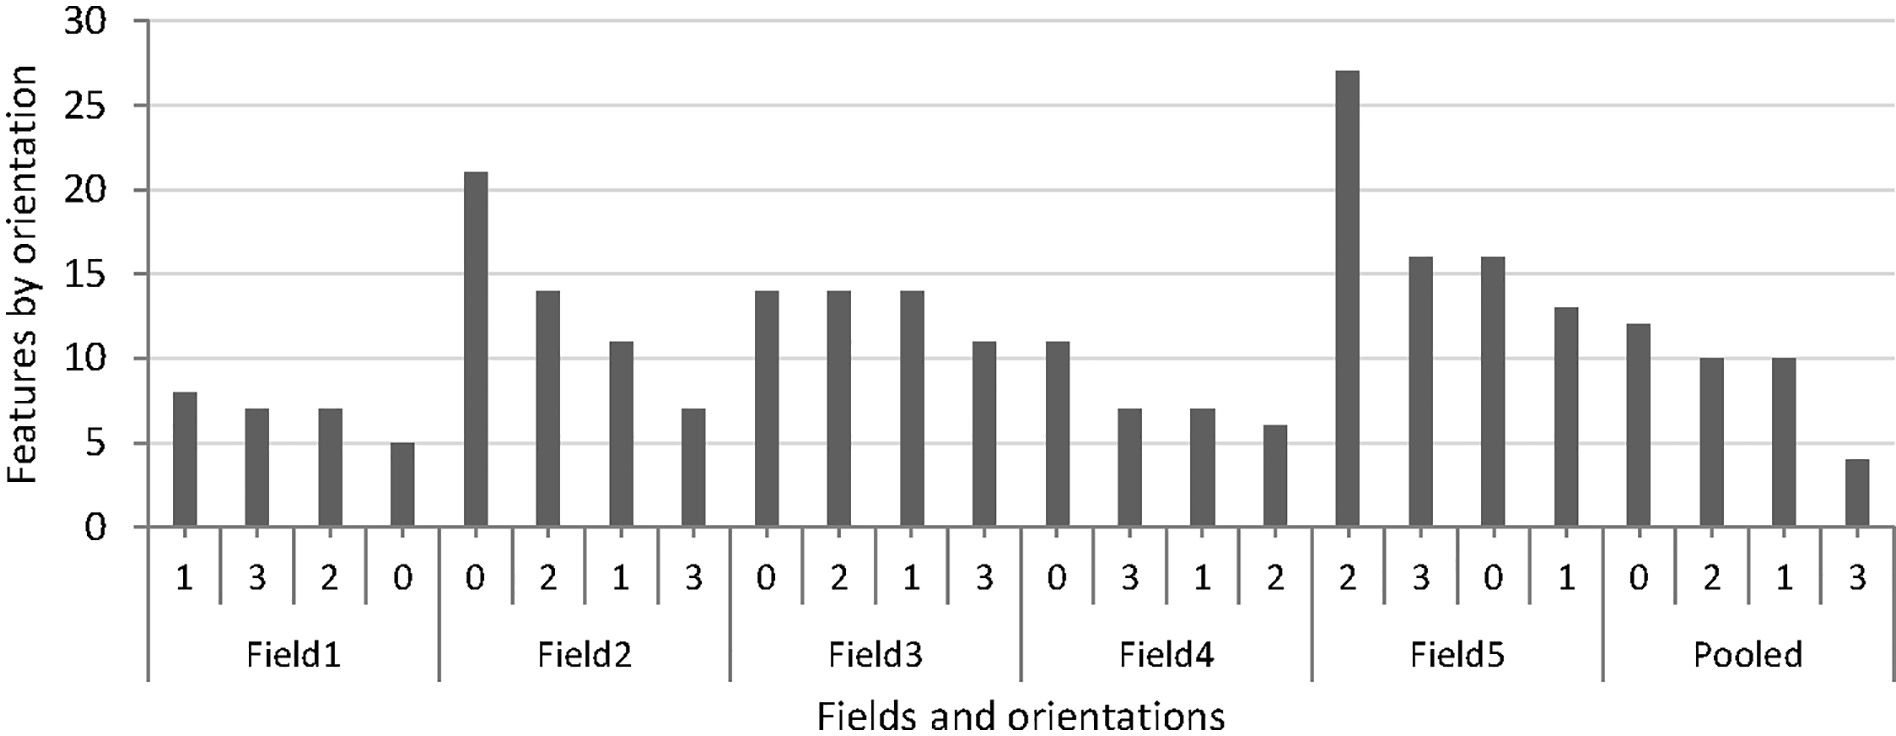 30
25
20
15
10
5
0
Features by orientation
1 3 2 0 0 2 1 3 0 2 1 3 0 3 1 2 2 3 0 1 0 2 1 3
Field1 Field2 Field3 Field4 Field5 Pooled
Fields and orientations